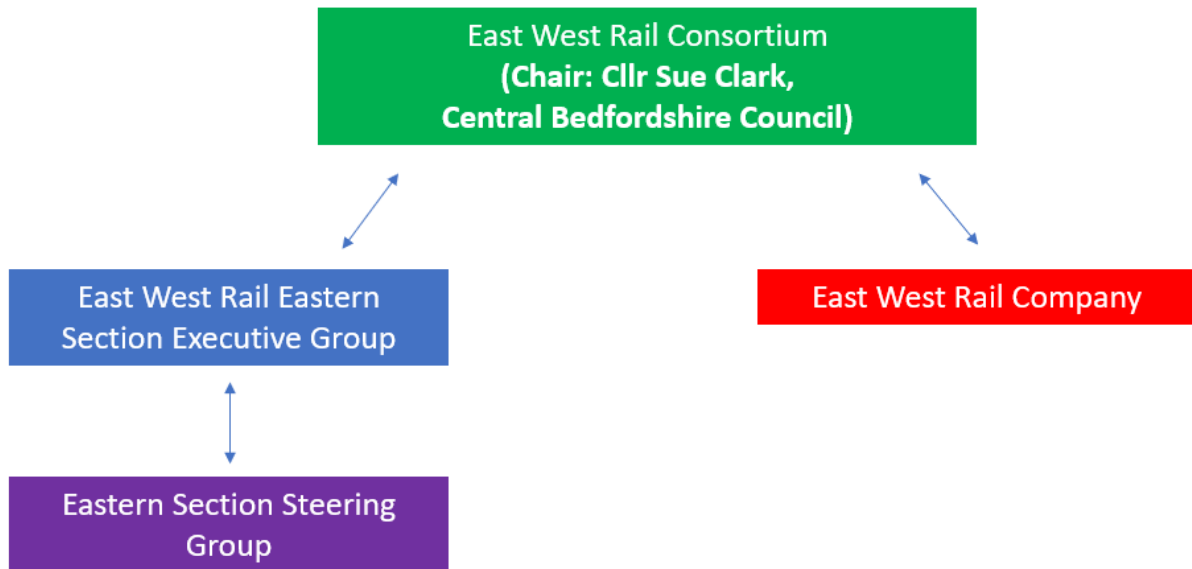 East West Rail Consortium
(Chair: Cllr Sue Clark,
Central Bedfordshire Council)
East West Rail Eastern
Section Executive Group
East West Rail Company
Eastern Section Steering
Group